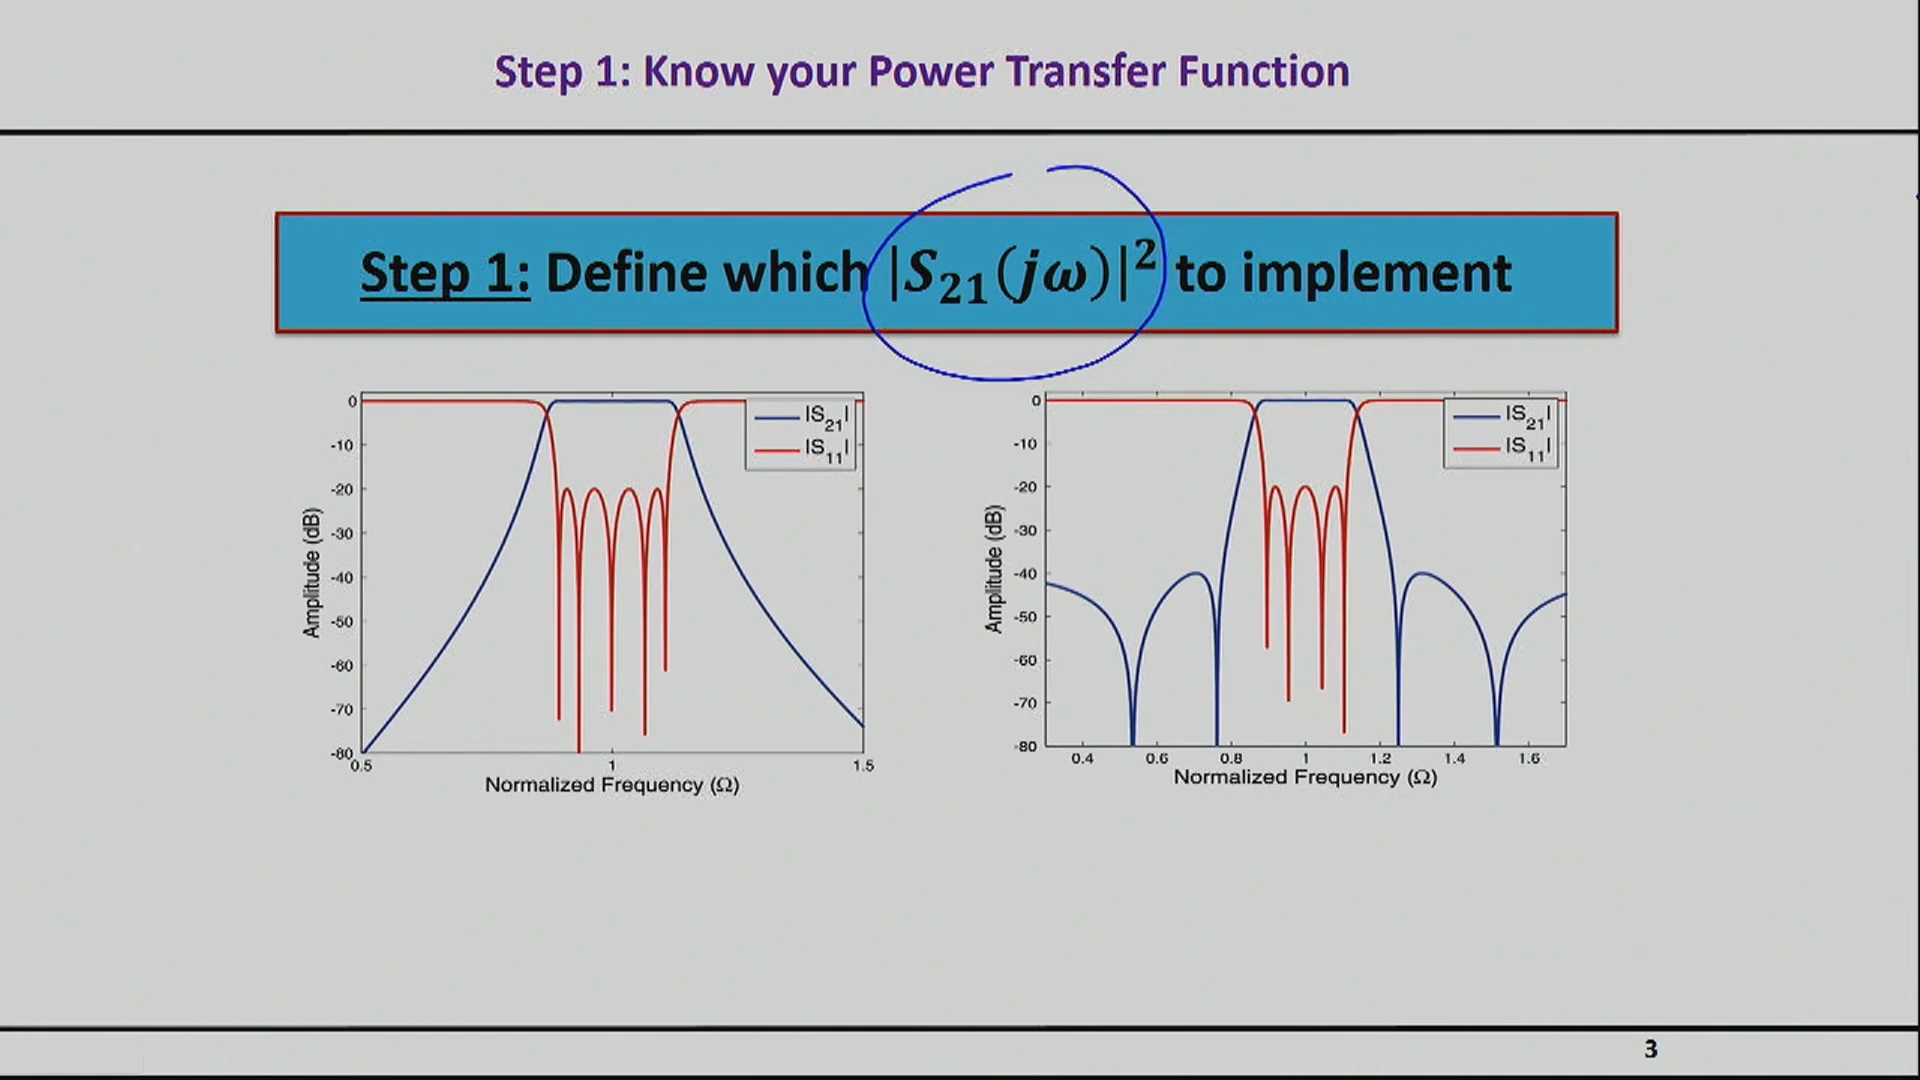 Step 1: Know your Power Transfer Function
Step 1: Define which |S21(jω)|² to implement
0
-10
-20
-30
-40
-50
-60
-70
-80
Amplitude (dB)
|S21|
|S11|
0.5
1
1.5
Normalized Frequency (Ω)
0
-10
-20
-30
-40
-50
-60
-70
-80
Amplitude (dB)
|S21|
|S11|
0.4
0.6
0.8
1
1.2
1.4
1.6
Normalized Frequency (Ω)
3